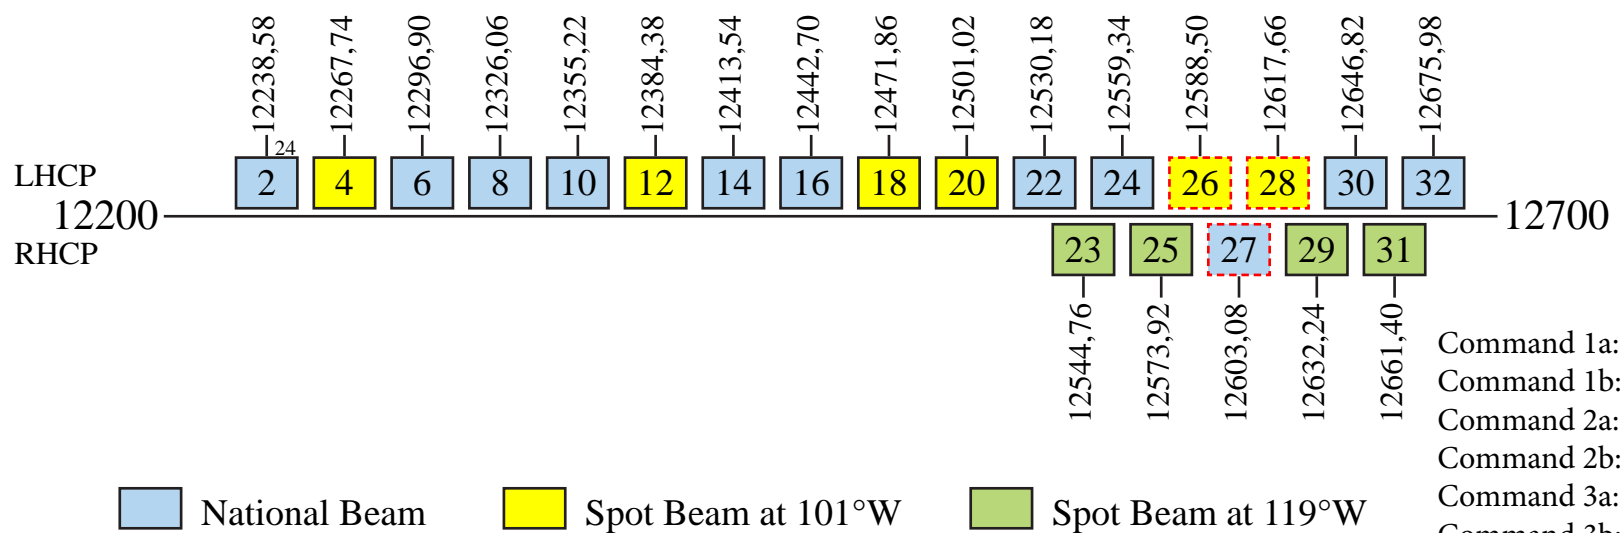 12238,58 12267,74 12296,90 12326,06 12355,22 12384,38 12413,54 12442,70 12471,86 12501,02 12530,18 12559,34 12588,50 12617,66 12646,82 12675,98
24
LHCP 2 4 6 8 10 12 14 16 18 20 22 24 26 28 30 32
12200 12700
RHCP 23 25 27 29 31
12544,76 12573,92 12603,08 12632,24 12661,40
Command 1a:
Command 1b:
Command 2a:
Command 2b:
Command 3a:
Command 3b:
National Beam Spot Beam at 101°W Spot Beam at 119°W